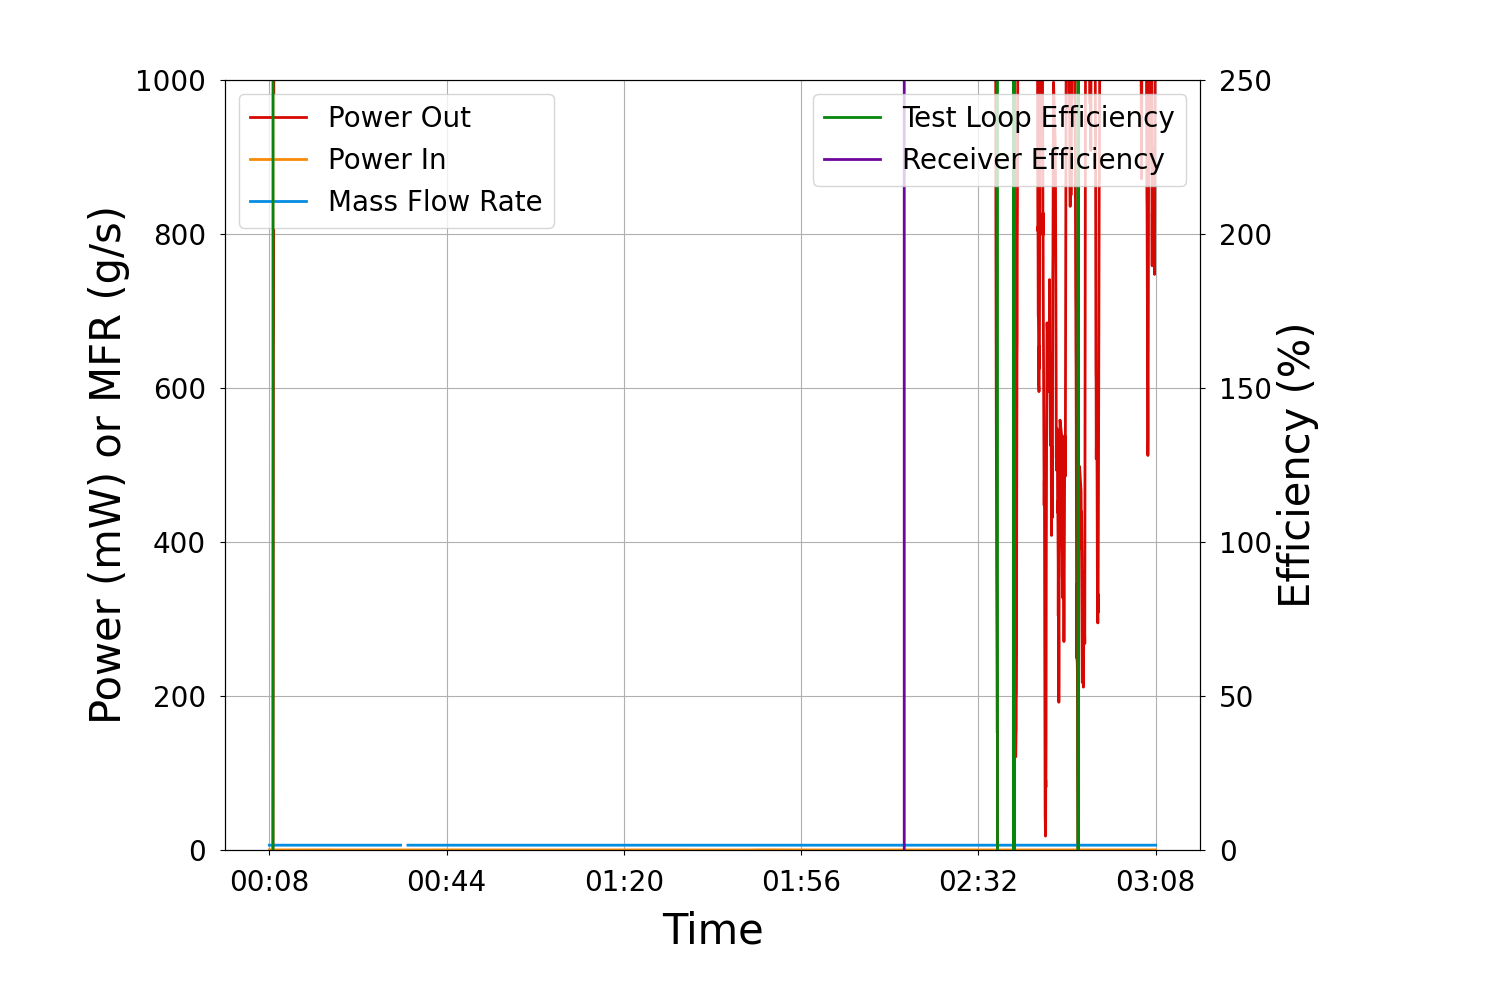 1000
800
600
400
200
0
Power (mW) or MFR (g/s)
Power Out
Power In
Mass Flow Rate
Test Loop Efficiency
Receiver Efficiency
250
200
150
100
50
0
Efficiency (%)
00:08
00:44
01:20
01:56
02:32
03:08
Time